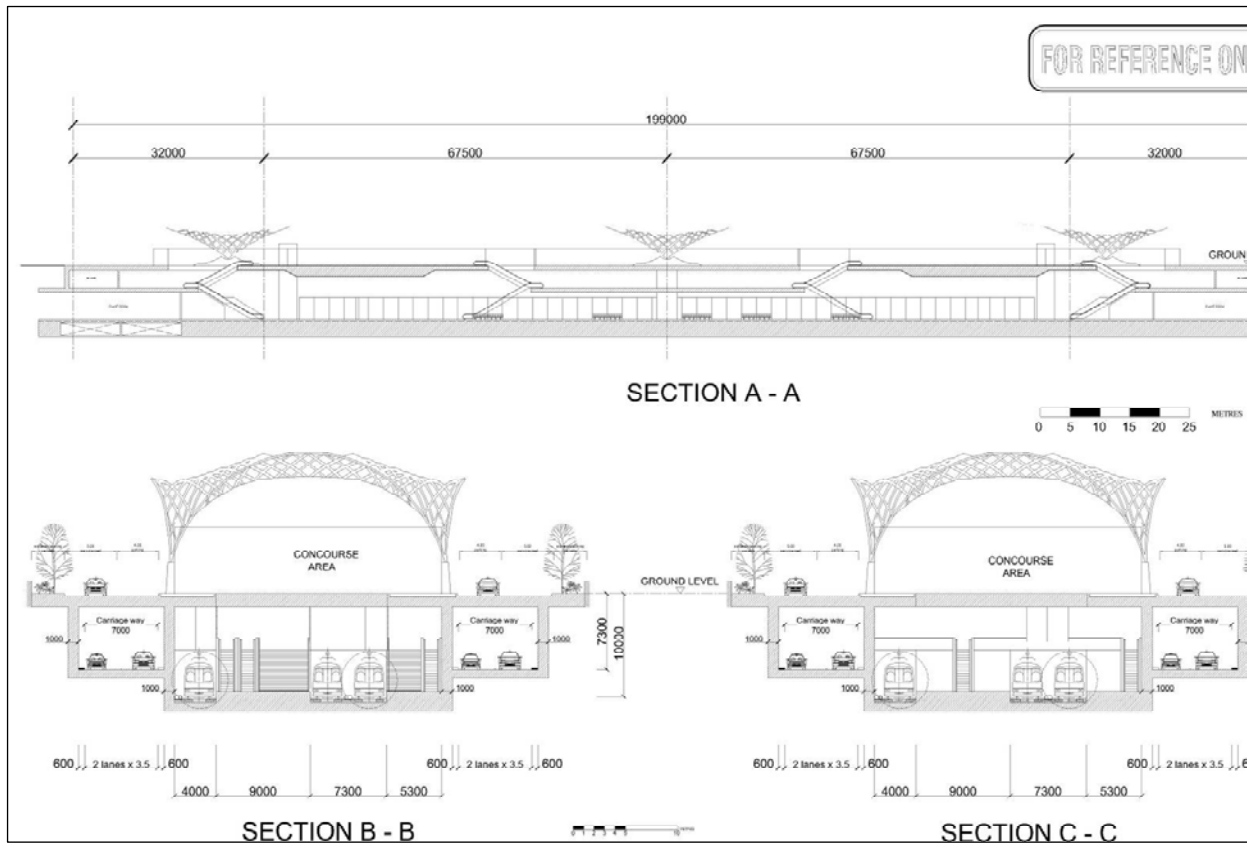 FOR REFERENCE ON
199000
32000
67500
67500
32000
GROUN
SECTION A - A
0 5 10 15 20 25
METRES
CONCOURSE
AREA
GROUND LEVEL
Carriage way
7000
Carriage way
7000
1000
1000
1000
1000
7300
10000
600
2 lanes x 3.5
600
600
2 lanes x 3.5
600
4000
9000
7300
5300
SECTION B - B
CONCOURSE
AREA
Carriage way
7000
Carriage way
7000
1000
1000
1000
1000
600
2 lanes x 3.5
600
600
2 lanes x 3.5
4000
9000
7300
5300
SECTION C - C